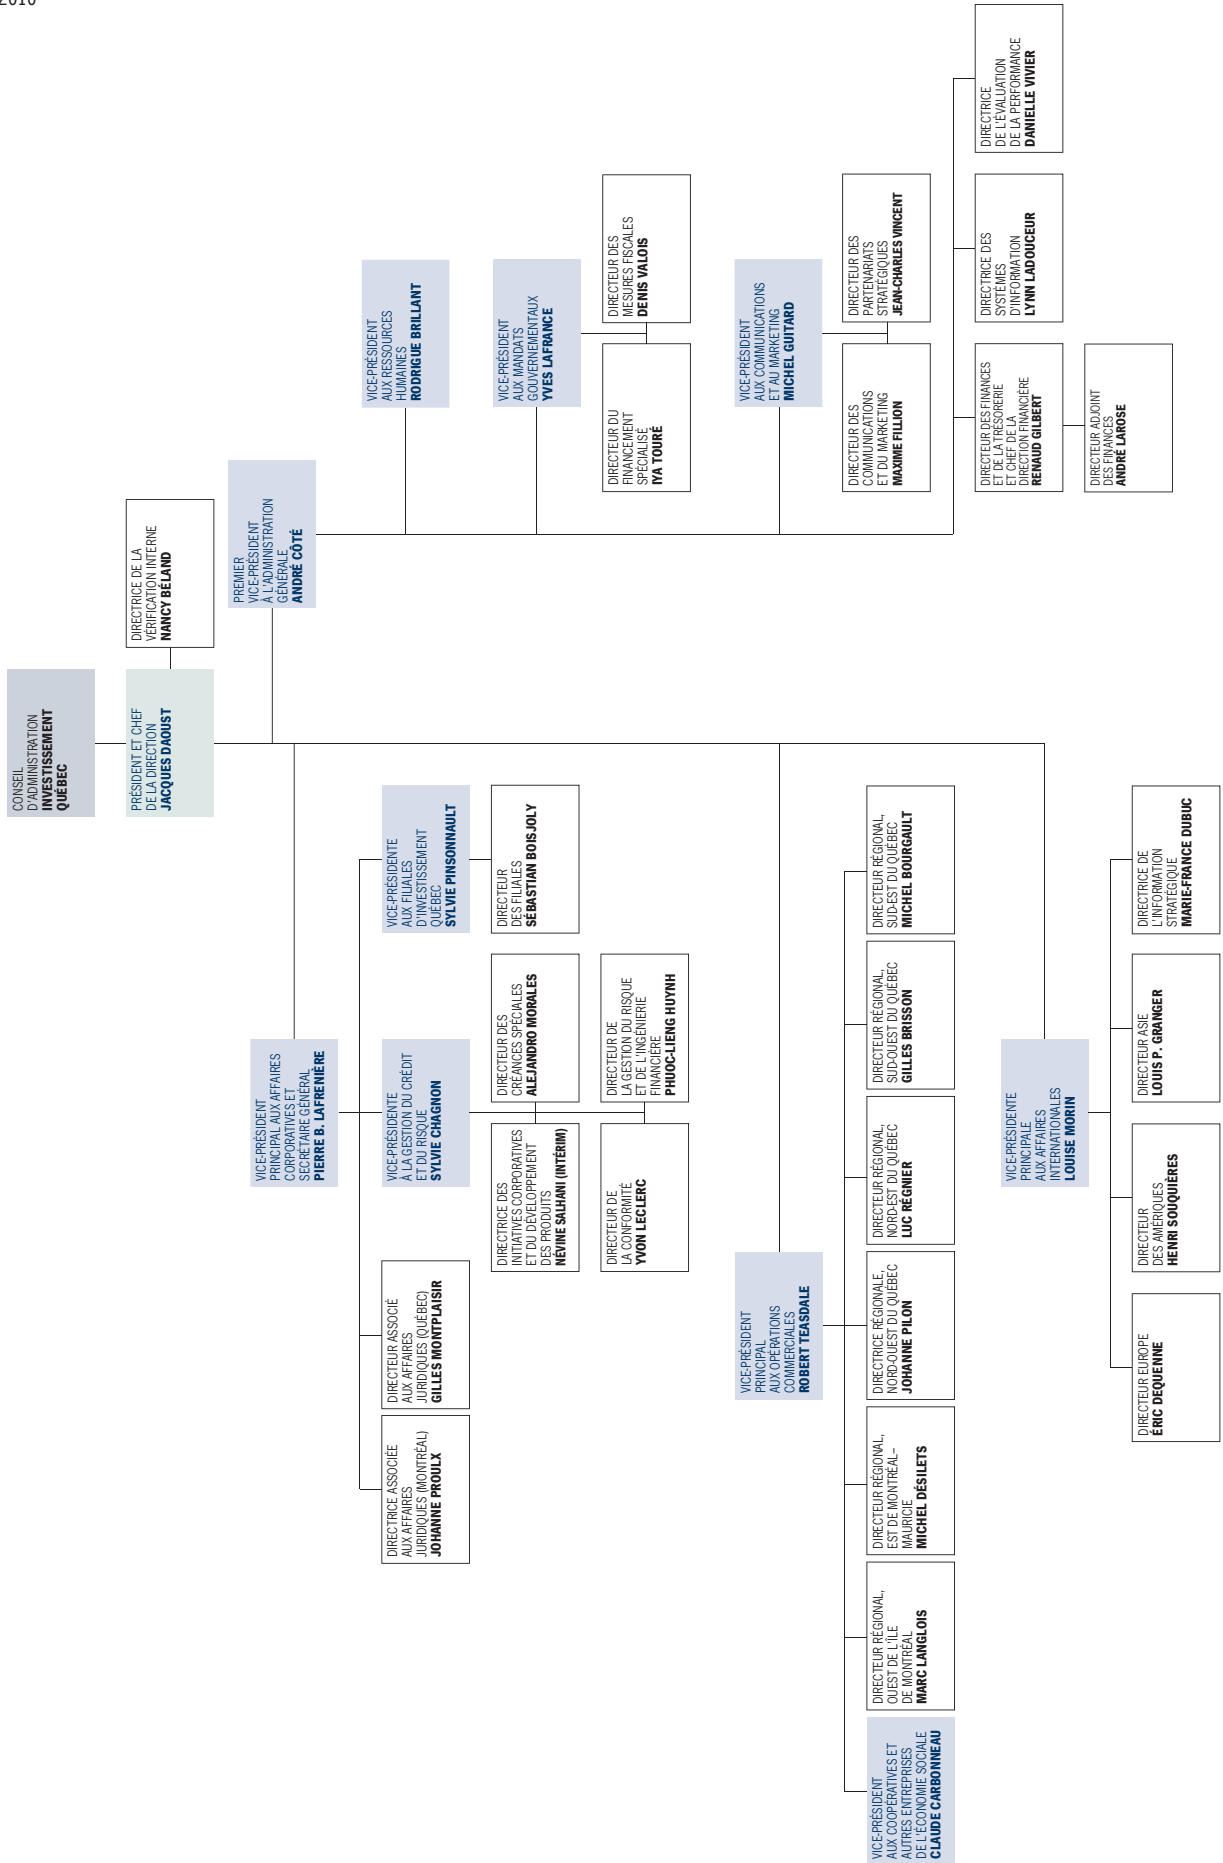 2010
CONSEIL
D'ADMINISTRATION
INVESTISSEMENT
QUÉBEC
PRÉSIDENT ET CHEF
DE LA DIRECTION
JACQUES DAOUST
DIRECTRICE DE LA
VÉRIFICATION INTERNE
NANCY BÉLAND
PREMIER
VICE-PRÉSIDENT
À L'ADMINISTRATION
GÉNÉRALE
ANDRÉ CÔTÉ
VICE-PRÉSIDENT
PRINCIPAL AUX AFFAIRES
CORPORATIVES ET
SECRÉTAIRE GÉNÉRAL
PIERRE B. LAFRENIÈRE
DIRECTRICE ASSOCIÉE
AUX AFFAIRES
JURIDIQUES (MONTRÉAL)
JOHANNE PROULX
DIRECTEUR ASSOCIÉ
AUX AFFAIRES
JURIDIQUES (QUÉBEC)
GILLES MONTPLAISIR
VICE-PRÉSIDENTE
À LA GESTION DU CRÉDIT
ET DU RISQUE
SYLVIE CHAGNON
VICE-PRÉSIDENTE
AUX FILIALES
D'INVESTISSEMENT
QUÉBEC
SYLVIE PINSONNAULT
VICE-PRÉSIDENT
AUX RESSOURCES
HUMAINES
RODRIGUE BRILLANT
DIRECTRICE DES
INITIATIVES CORPORATIVES
ET DU DÉVELOPPEMENT
DES PRODUITS
NÉVINE SALHANI (INTÉRIM)
DIRECTEUR DES
CRÉANCES SPÉCIALES
ALEJANDRO MORALES
DIRECTEUR
DES FILIALES
SÉBASTIAN BOISJOLY
VICE-PRÉSIDENT
AUX MANDATS
GOUVERNEMENTAUX
YVES LAFRANCE
DIRECTEUR DE
LA CONFORMITÉ
YVON LECLERC
DIRECTEUR DE
LA GESTION DU RISQUE
ET DE L'INGÉNIERIE
FINANCIÈRE
PHUOC-LIENG HUYNH
DIRECTEUR DU
FINANCEMENT
SPÉCIALISÉ
IYA TOURÉ
DIRECTEUR DES
MESURES FISCALES
DENIS VALOIS
VICE-PRÉSIDENT
PRINCIPAL
AUX OPÉRATIONS
COMMERCIALES
ROBERT TEASDALE
VICE-PRÉSIDENT
AUX COMMUNICATIONS
ET AU MARKETING
MICHEL GUITARD
VICE-PRÉSIDENT
AUX COOPÉRATIVES ET
AUTRES ENTREPRISES
DE L'ÉCONOMIE SOCIALE
CLAUDE CARBONNEAU
DIRECTEUR RÉGIONAL,
OUEST DE L'ÎLE
DE MONTRÉAL
MARC LANGLOIS
DIRECTEUR RÉGIONAL,
EST DE MONTRÉAL–
MAURICIE
MICHEL DÉSILETS
DIRECTRICE RÉGIONALE,
NORD-OUEST DU QUÉBEC
JOHANNE PILON
DIRECTEUR RÉGIONAL,
NORD-EST DU QUÉBEC
LUC RÉGNIER
DIRECTEUR RÉGIONAL,
SUD-OUEST DU QUÉBEC
GILLES BRISSON
DIRECTEUR RÉGIONAL,
SUD-EST DU QUÉBEC
MICHEL BOURGAULT
DIRECTEUR DES
COMMUNICATIONS
ET DU MARKETING
MAXIME FILLION
DIRECTEUR DES
PARTENARIATS
STRATÉGIQUES
JEAN-CHARLES VINCENT
DIRECTEUR DES FINANCES
ET DE LA TRÉSORERIE
ET CHEF DE LA
DIRECTION FINANCIÈRE
RENAUD GILBERT
DIRECTRICE DES
SYSTÈMES
D'INFORMATION
LYNN LADOUCEUR
DIRECTRICE
DE L'ÉVALUATION
DE LA PERFORMANCE
DANIELLE VIVIER
VICE-PRÉSIDENTE
PRINCIPALE
AUX AFFAIRES
INTERNATIONALES
LOUISE MORIN
DIRECTEUR ADJOINT
DES FINANCES
ANDRÉ LAROSE
DIRECTEUR EUROPE
ÉRIC DEQUENNE
DIRECTEUR
DES AMÉRIQUES
HENRI SOUQUIÈRES
DIRECTEUR ASIE
LOUIS P. GRANGER
DIRECTRICE DE
L'INFORMATION
STRATÉGIQUE
MARIE-FRANCE DUBUC